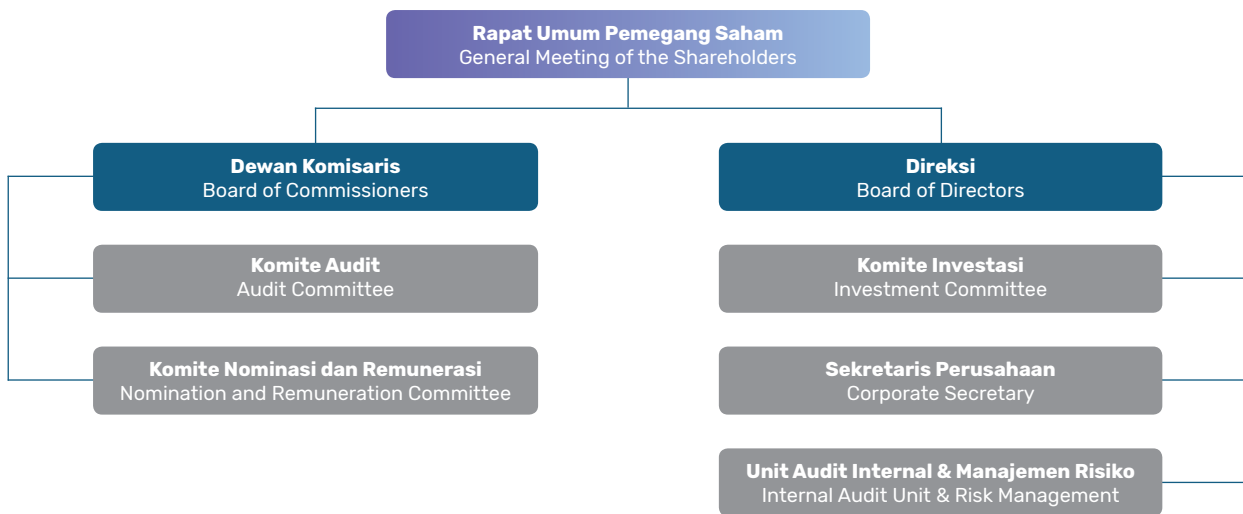 Rapat Umum Pemegang Saham
General Meeting of the Shareholders
Dewan Komisaris
Board of Commissioners
Komite Audit
Audit Committee
Komite Nominasi dan Remunerasi
Nomination and Remuneration Committee
Direksi
Board of Directors
Komite Investasi
Investment Committee
Sekretaris Perusahaan
Corporate Secretary
Unit Audit Internal & Manajemen Risiko
Internal Audit Unit & Risk Management